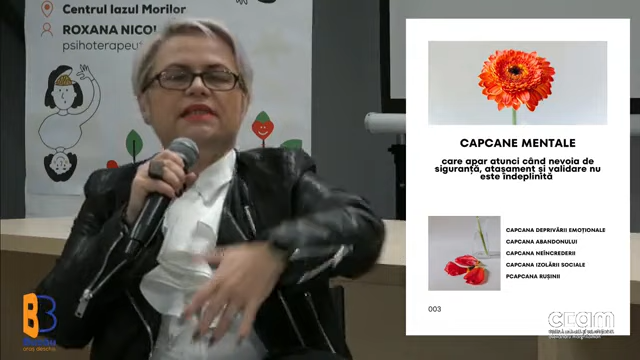 Centrul Iazul Morilor
ROXANA NICOL
psihoterapeut
CAPCANE MENTALE
care apar atunci când nevoia de
siguranță, atașament și validare nu
este îndeplinită
CAPCANA DEPRIVĂRII EMOȚIONALE
CAPCANA ABANDONULUI
CAPCANA NEÎNCREDERII
CAPCANA IZOLĂRII SOCIALE
PCAPCANA RUȘINII
003